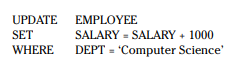 UPDATE EMPLOYEE
SET SALARY = SALARY + 1000
WHERE DEPT = ‘Computer Science’